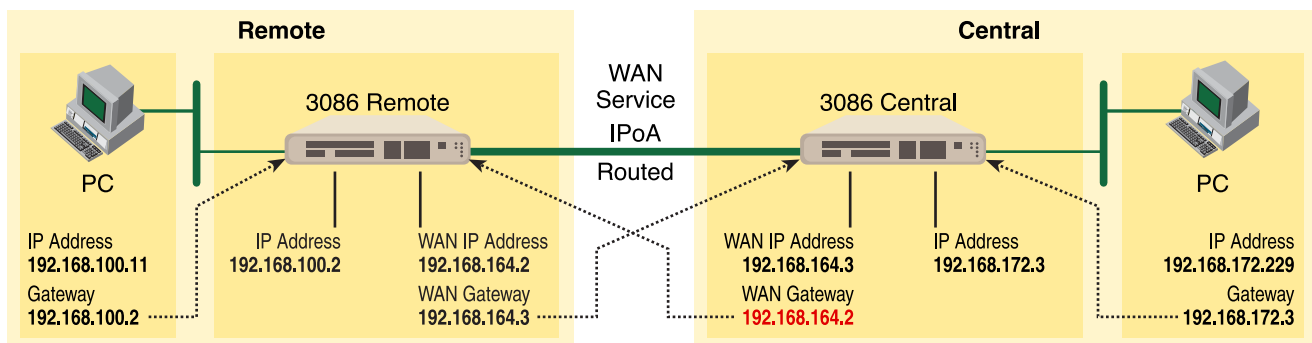 Remote
Central
3086 Remote
WAN
Service
IPoA
Routed
3086 Central
PC
PC
IP Address
192.168.100.11
Gateway
192.168.100.2
IP Address
192.168.100.2
WAN IP Address
192.168.164.2
WAN Gateway
192.168.164.3
WAN IP Address
192.168.164.3
WAN Gateway
192.168.164.2
IP Address
192.168.172.3
IP Address
192.168.172.229
Gateway
192.168.172.3